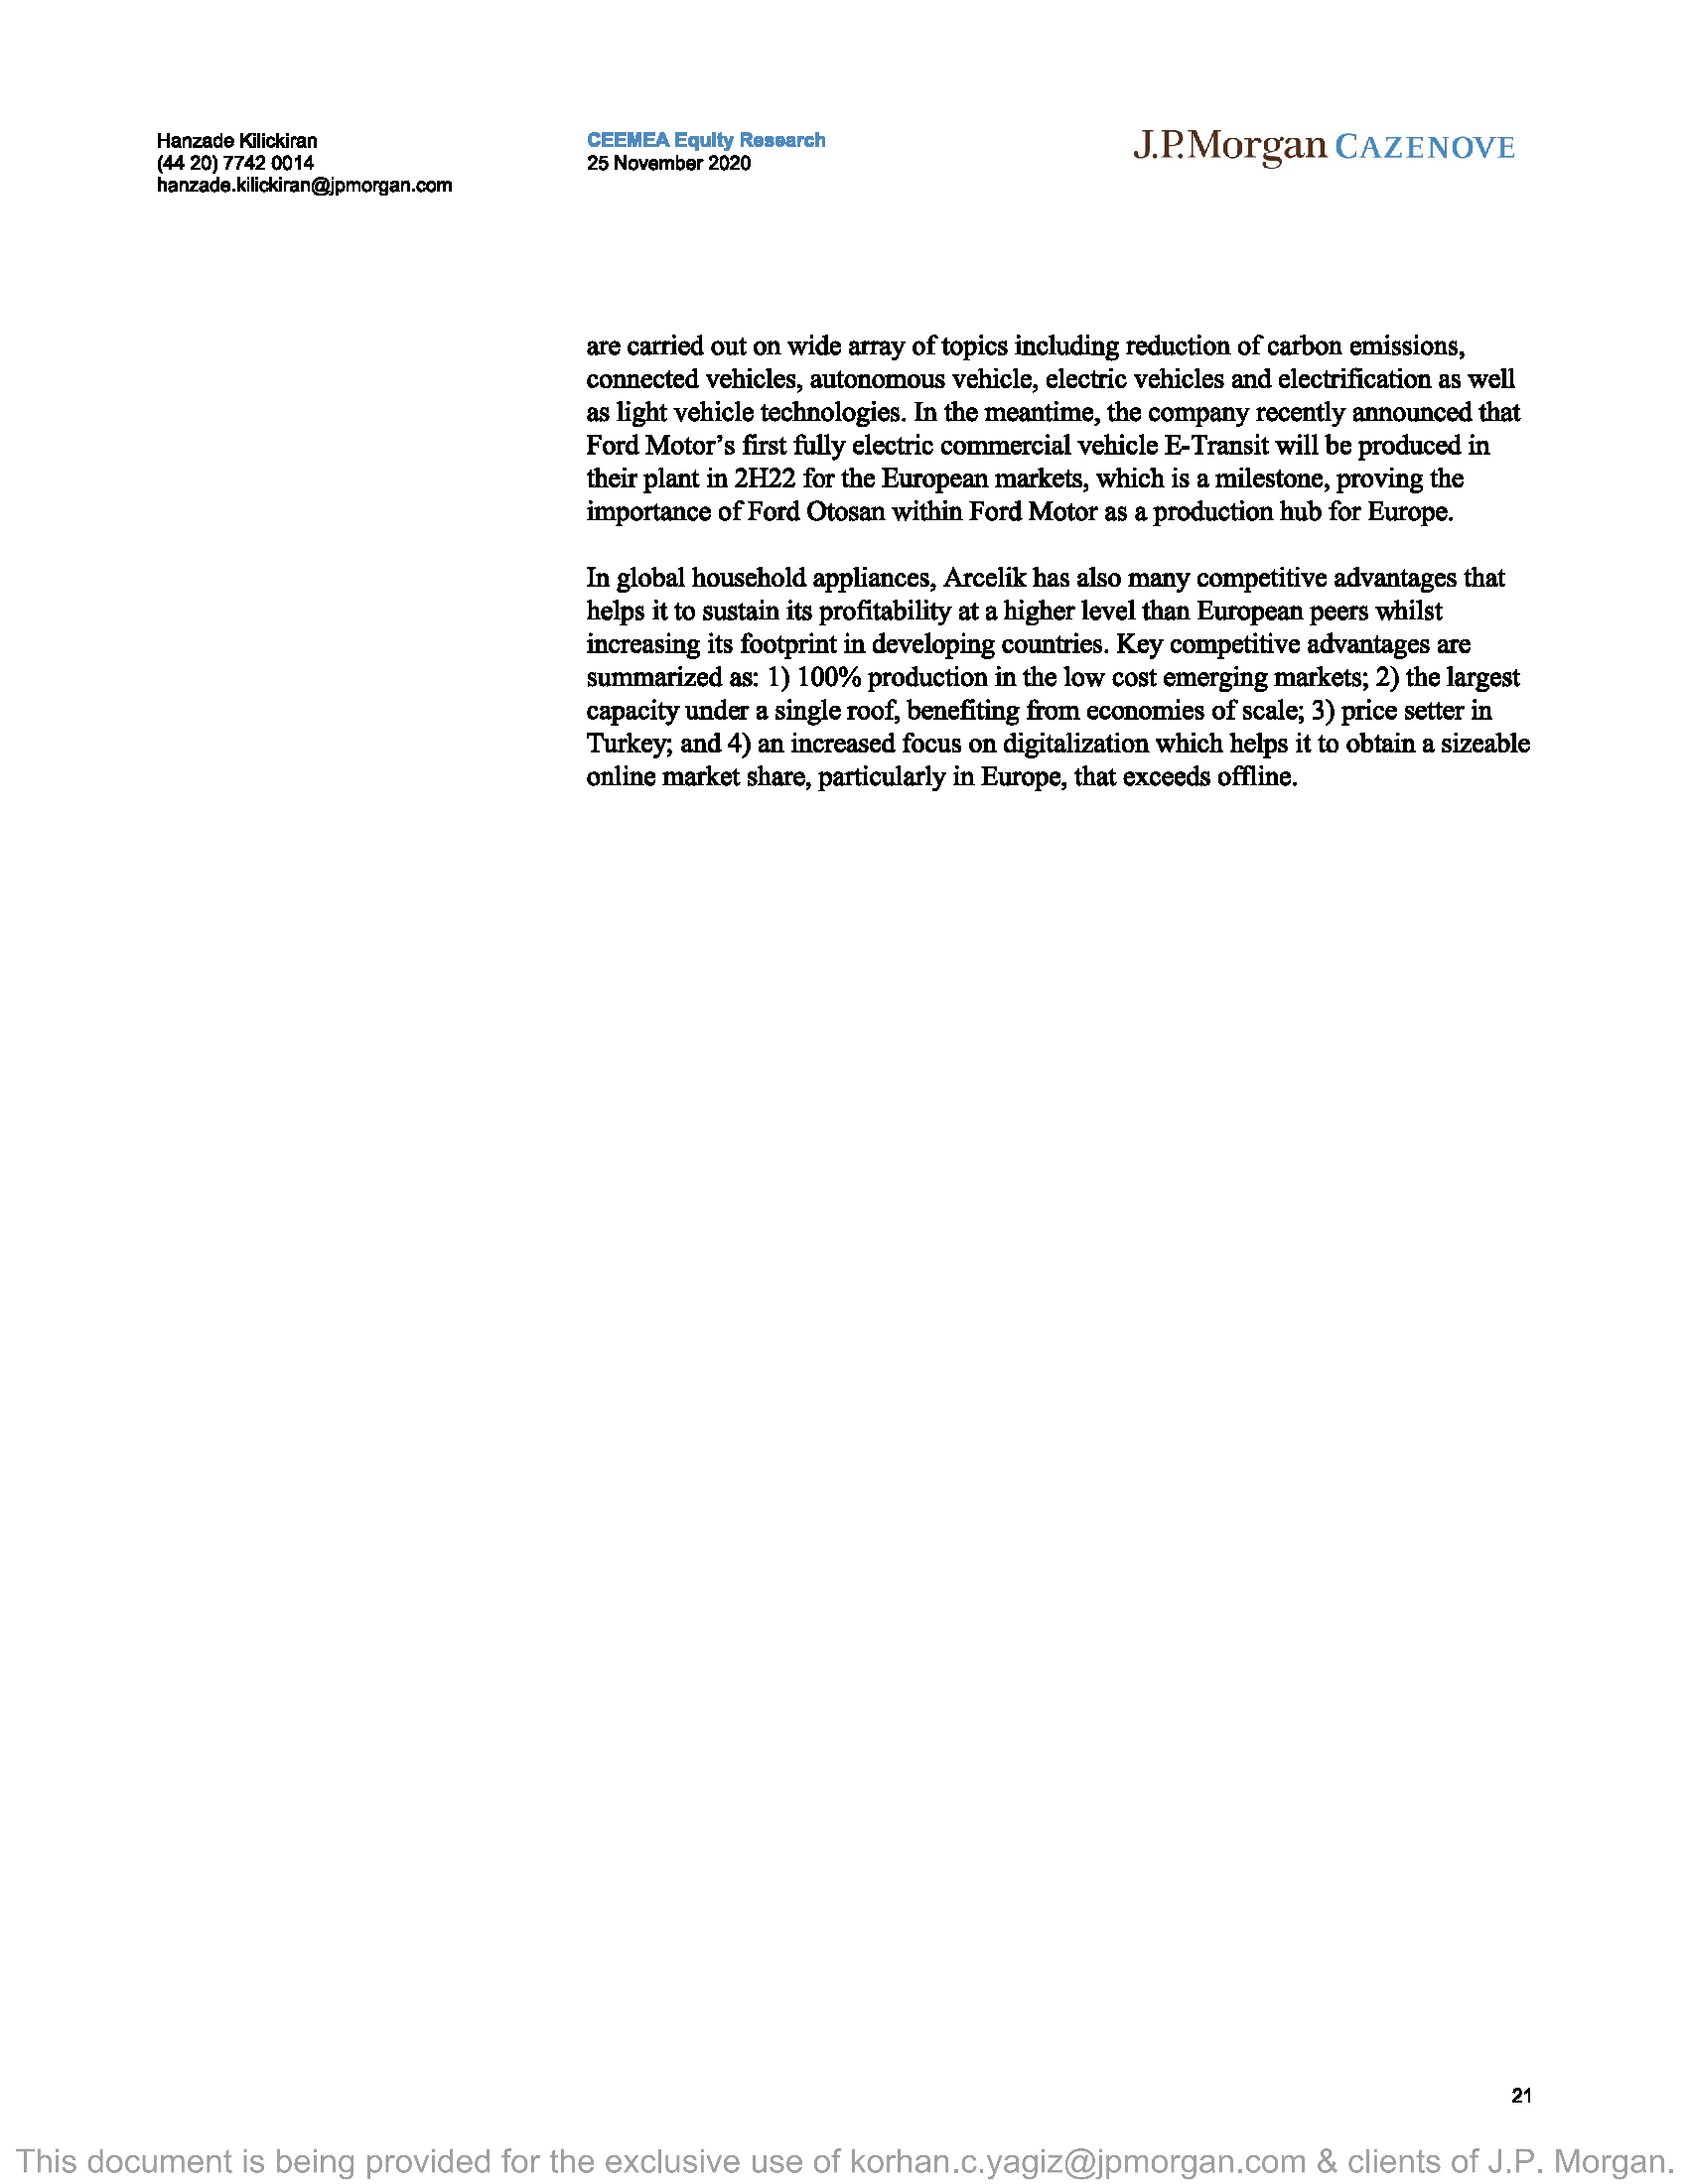 Hanzade Kilickiran
(44 20) 7742 0014
hanzade.kilickiran@jpmorgan.com
CEEMEA Equity Research
25 November 2020
J.P.Morgan CAZENOVE
are carried out on wide array of topics including reduction of carbon emissions,
connected vehicles, autonomous vehicle, electric vehicles and electrification as well
as light vehicle technologies. In the meantime, the company recently announced that
Ford Motor’s first fully electric commercial vehicle E-Transit will be produced in
their plant in 2H22 for the European markets, which is a milestone, proving the
importance of Ford Otosan within Ford Motor as a production hub for Europe.
In global household appliances, Arcelik has also many competitive advantages that
helps it to sustain its profitability at a higher level than European peers whilst
increasing its footprint in developing countries. Key competitive advantages are
summarized as: 1) 100% production in the low cost emerging markets; 2) the largest
capacity under a single roof, benefiting from economies of scale; 3) price setter in
Turkey; and 4) an increased focus on digitalization which helps it to obtain a sizeable
online market share, particularly in Europe, that exceeds offline.
21
This document is being provided for the exclusive use of korhan.c.yagiz@jpmorgan.com & clients of J.P. Morgan.